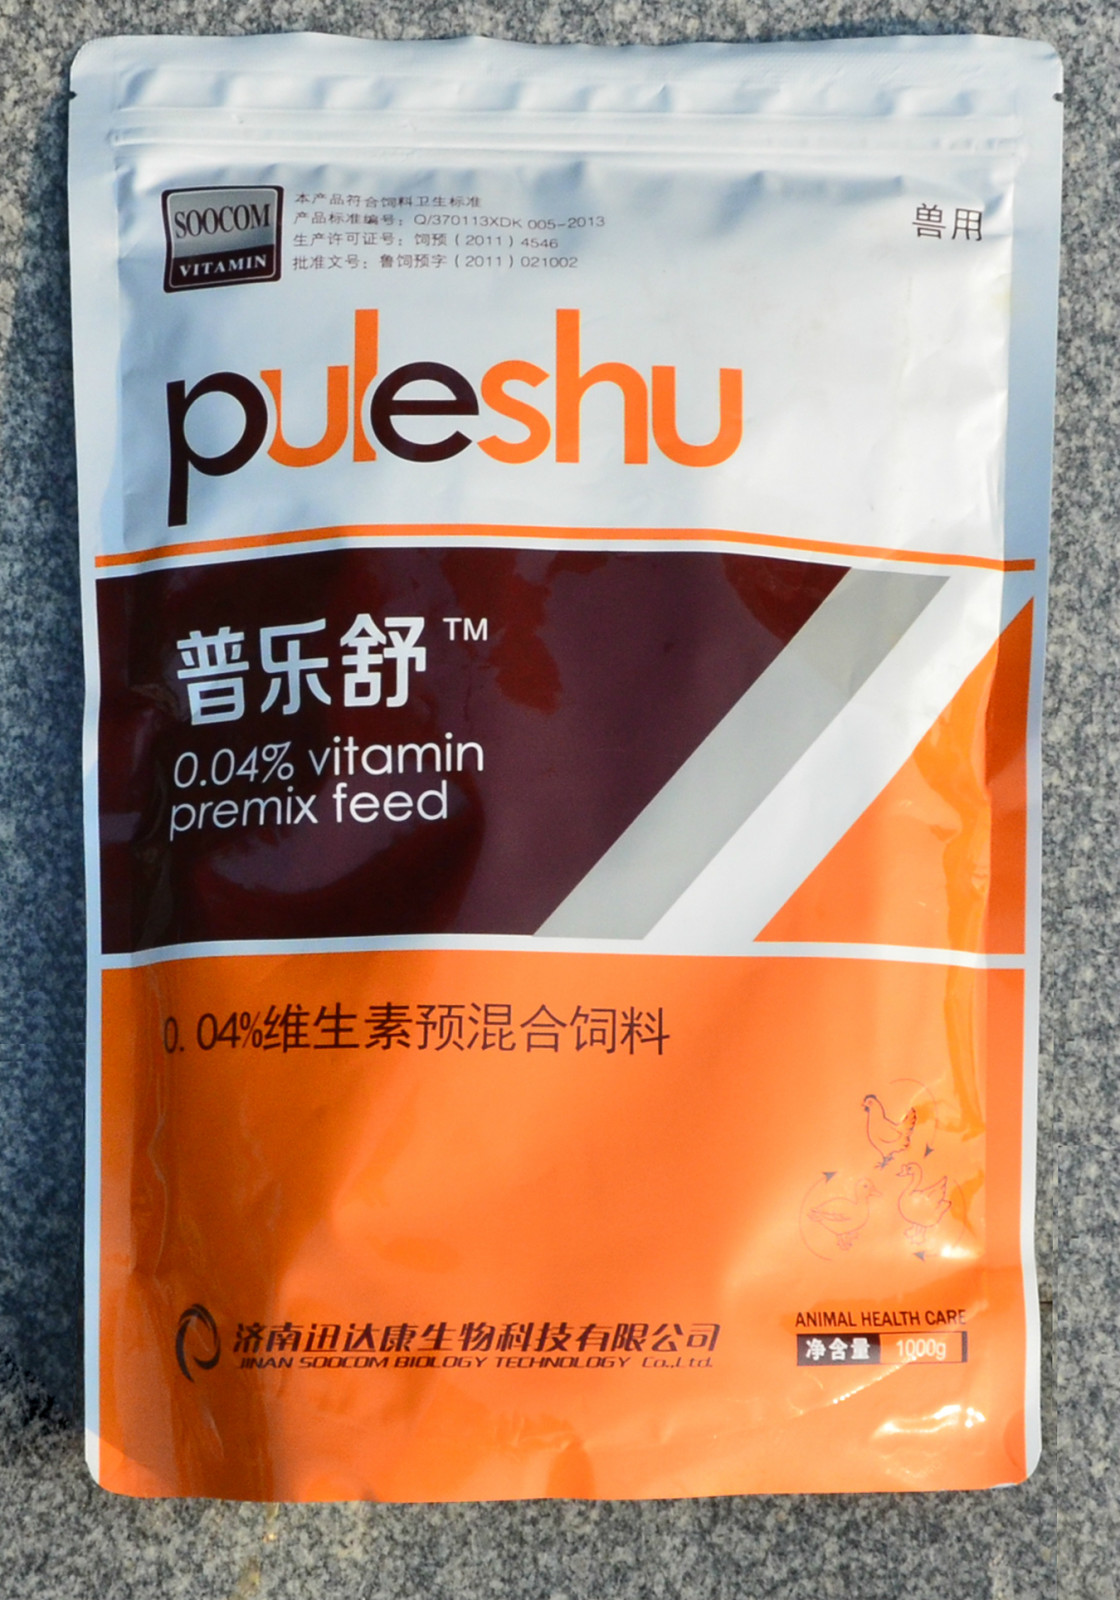 SOOCOM
VITAMIN
本产品符合饲料卫生标准
产品标准编号：Q/370113XDK 005-2013
生产许可证号：饲预（2011）4546
批准文号：鲁饲预字（2011）021002
兽用
puleshu
普乐舒™
0.04% vitamin
premix feed
0. 04%维生素预混合饲料
济南迅达康生物科技有限公司
JINAN SOOCOM BIOLOGY TECHNOLOGY Co.,Ltd.
ANIMAL HEALTH CARE
净含量 1000g